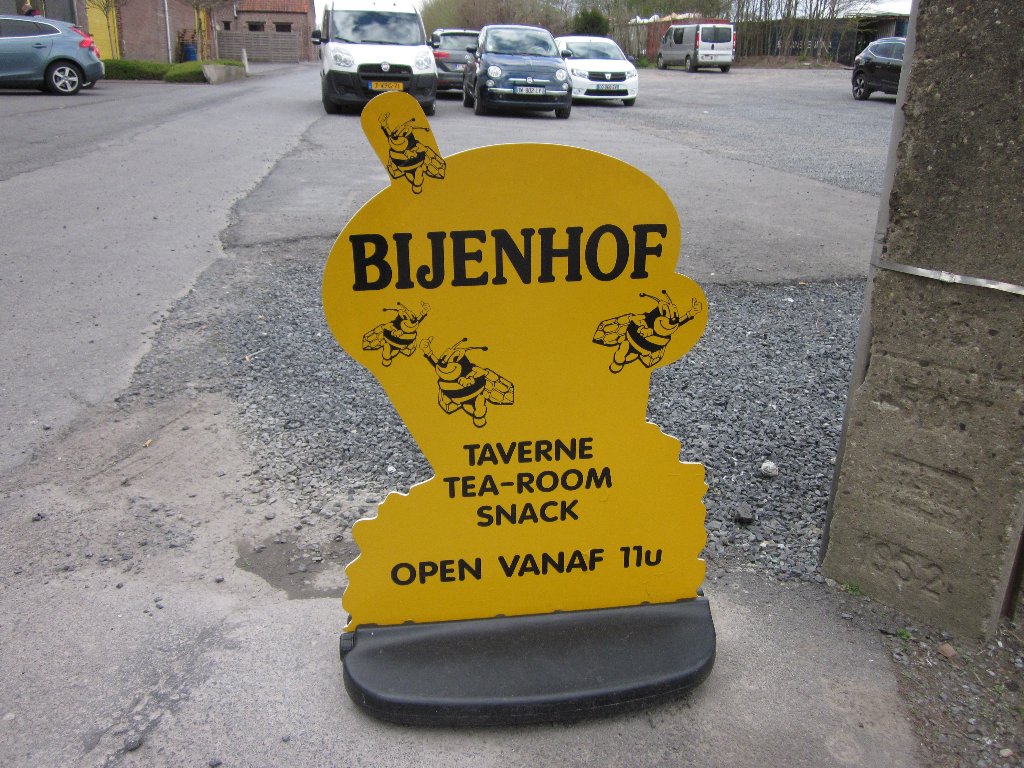 BIJENHOF
TAVERNE
TEA-ROOM
SNACK
OPEN VANAF 11u